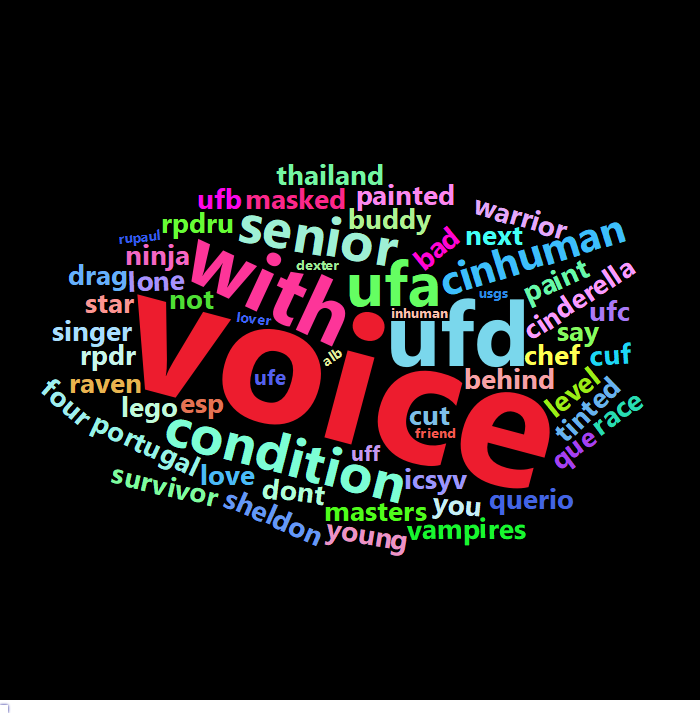 thailand
ufb masked painted
rpdru senior buddy warrior
rupaul ninja with dexter bad next cinhuman
drag lone ufa usgs paint cinderella
star not lover inhuman ufd ufc
singer voice say
rpdr alb chef cuf
raven ufe behind level
lego esp cut tinted race
four portugal condition friend que
love uff icsyv
survivor sheldon dont masters you querio
young vampires